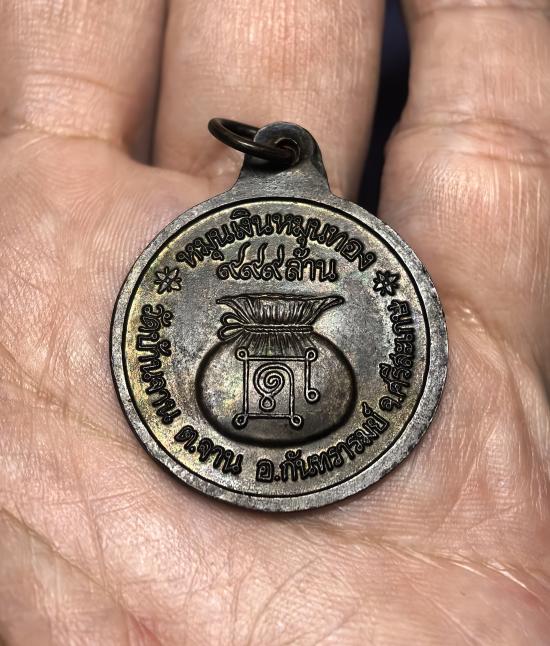 หมุนเงินหมุนทอง
๙๙๙ล้าน
วัดบ้านจาน ต.จาน อ.กันทรารมย์ จ.ศรีสะเกษ